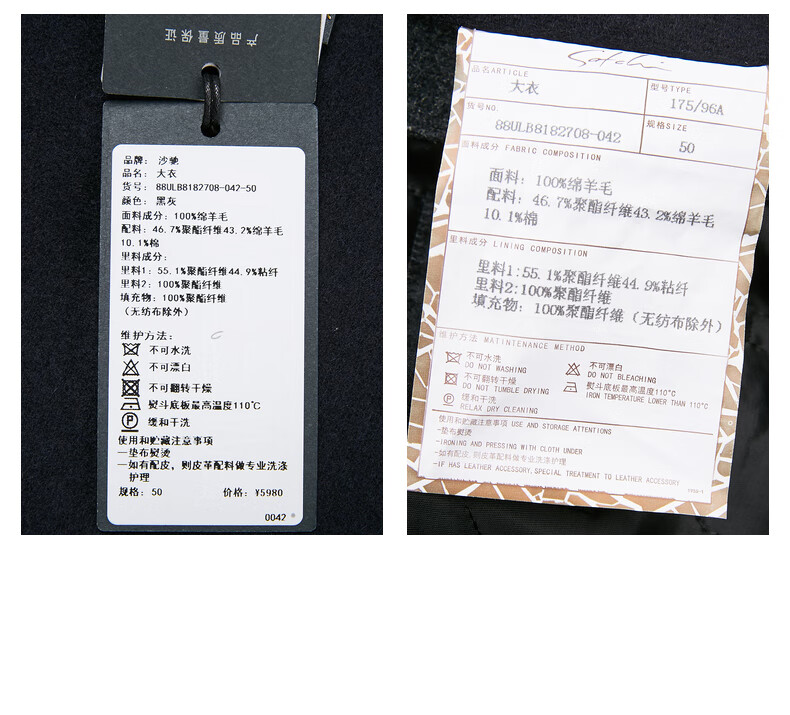 产品质量保证
品牌: 沙驰
品名: 大衣
货号: 88ULB8182708-042-50
颜色: 黑灰
面料成分: 100%绵羊毛
配料: 46.7%聚酯纤维43.2%绵羊毛
10.1%棉
里料成分:
里料1: 55.1%聚酯纤维44.9%粘纤
里料2: 100%聚酯纤维
填充物: 100%聚酯纤维
(无纺布除外)
维护方法:
不可水洗
不可漂白
不可翻转干燥
熨斗底板最高温度110℃
P 缓和干洗
使用和贮藏注意事项
—垫布熨烫
—如有配皮, 则皮革配料做专业洗涤
护理
规格: 50 价格: ¥5980
0042
Satchi
品名ARTICLE
大衣
型号TYPE
175/96A
货号NO.
88ULB8182708-042
规格SIZE
50
面料成分 FABRIC COMPOSITION
面料: 100%绵羊毛
配料: 46.7%聚酯纤维43.2%绵羊毛
10.1%棉
里料成分 LINING COMPOSITION
里料1:55.1%聚酯纤维44.9%粘纤
里料2:100%聚酯纤维
填充物: 100%聚酯纤维(无纺布除外)
维护方法 MATINTENANCE METHOD
不可水洗
DO NOT WASHING
不可漂白
DO NOT BLEACHING
不可翻转干燥
DO NOT TUMBLE DRYING
熨斗底板最高温度110℃
IRON TEMPERATURE LOWER THAN 110℃
P 缓和干洗
RELAX DRY CLEANING
使用和贮藏注意事项 USE AND STORAGE ATTENTIONS
-垫布熨烫
-IRONING AND PRESSING WITH CLOTH UNDER
-如有配皮, 则皮革配料做专业洗涤护理
-IF HAS LEATHER ACCESSORY,SPECIAL TREATMENT TO LEATHER ACCESSORY